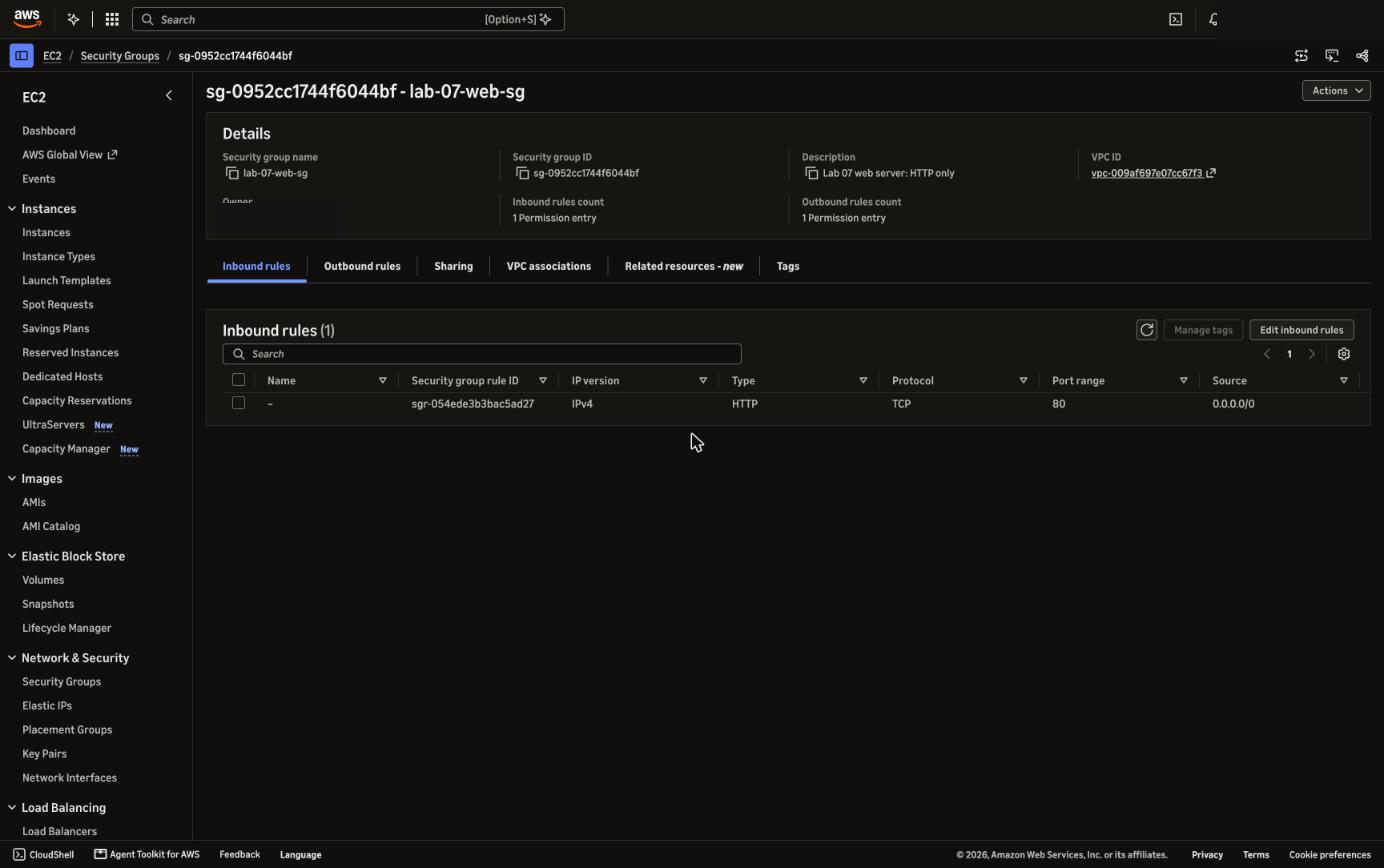 aws
Search [Option+S]
EC2 / Security Groups / sg-0952cc1744f6044bf
EC2
Dashboard
AWS Global View
Events
Instances
Instances
Instance Types
Launch Templates
Spot Requests
Savings Plans
Reserved Instances
Dedicated Hosts
Capacity Reservations
UltraServers New
Capacity Manager New
Images
AMIs
AMI Catalog
Elastic Block Store
Volumes
Snapshots
Lifecycle Manager
Network & Security
Security Groups
Elastic IPs
Placement Groups
Key Pairs
Network Interfaces
Load Balancing
Load Balancers
sg-0952cc1744f6044bf - lab-07-web-sg
Actions
Details
Security group name
lab-07-web-sg
Security group ID
sg-0952cc1744f6044bf
Description
Lab 07 web server: HTTP only
VPC ID
vpc-009af697e07cc67f3
Owner
Inbound rules count
1 Permission entry
Outbound rules count
1 Permission entry
Inbound rules Outbound rules Sharing VPC associations Related resources - new Tags
Inbound rules (1)
Manage tags Edit inbound rules
Search
1
Name Security group rule ID IP version Type Protocol Port range Source
– sgr-054ede3b3bac5ad27 IPv4 HTTP TCP 80 0.0.0.0/0
CloudShell Agent Toolkit for AWS Feedback Language
© 2026, Amazon Web Services, Inc. or its affiliates. Privacy Terms Cookie preferences